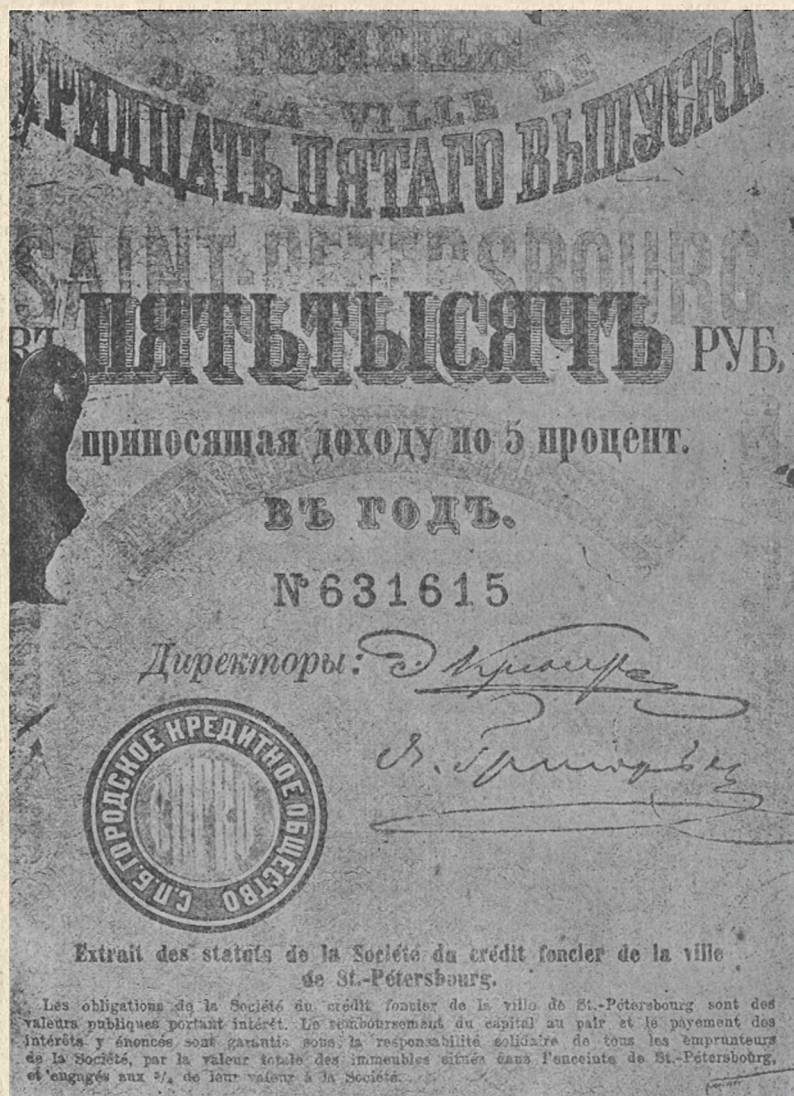 DE LA VILLE DE
ТРИДЦАТЬ ПЯТАГО ВЫПУСКА
SAINT-PETERSBOURG
ВЪ ПЯТЬТЫСЯЧЪ РУБ,
приносящая доходу по 5 процент.
ВЪ ГОДЪ.
№631615
Директоры:
С.П.Б. ГОРОДСКОЕ КРЕДИТНОЕ ОБЩЕСТВО
Extrait des statuts de la Société du crédit foncier de la ville
de St.-Pétersbourg.
Les obligations de la Société du crédit foncier de la ville de St.-Pétersbourg sont des
valeurs publiques portant intérêt. Le remboursement du capital au pair et le payement des
intérêts y énoncés sont garantis sous la responsabilité solidaire de tous les emprunteurs
de la Société, par la valeur totale des immeubles situés dans l'enceinte de St.-Pétersbourg,
et engagés aux ³/₄ de leur valeur à la Société.